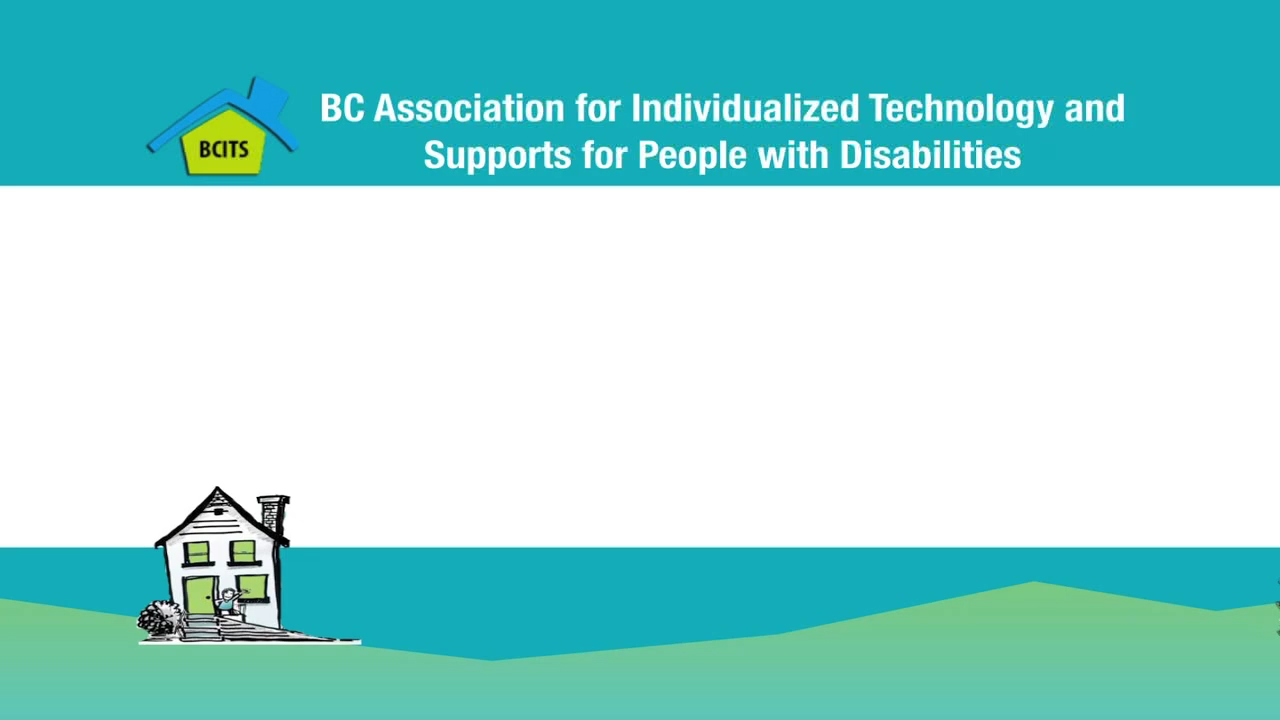 BC Association for Individualized Technology and
Supports for People with Disabilities
BCITS